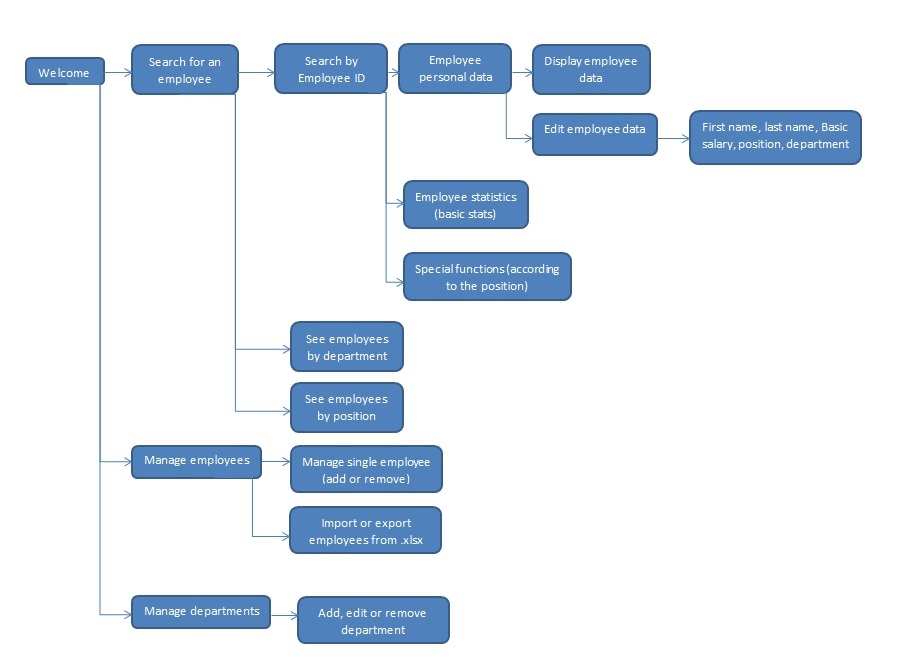 Welcome
Search for an
employee
Search by
Employee ID
Employee
personal data
Display employee
data
Edit employee data
First name, last name, Basic
salary, position, department
Employee statistics
(basic stats)
Special functions (according
to the position)
See employees
by department
See employees
by position
Manage employees
Manage single employee
(add or remove)
Import or export
employees from .xlsx
Manage departments
Add, edit or remove
department